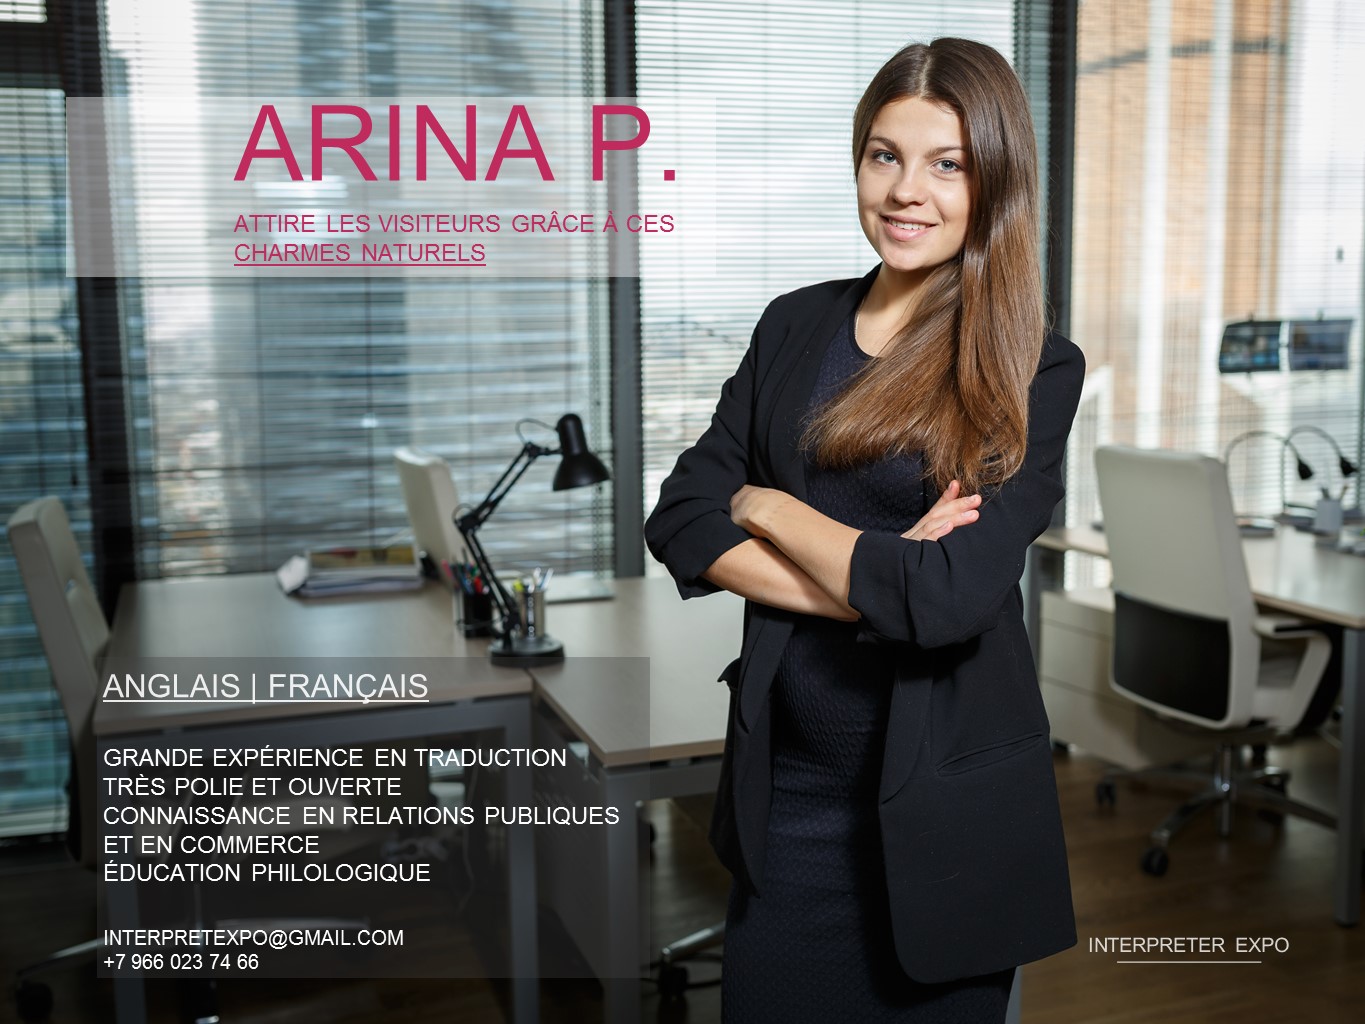 ARINA P.
ATTIRE LES VISITEURS GRÂCE À CES
CHARMES NATURELS
ANGLAIS | FRANÇAIS
GRANDE EXPÉRIENCE EN TRADUCTION
TRÈS POLIE ET OUVERTE
CONNAISSANCE EN RELATIONS PUBLIQUES
ET EN COMMERCE
ÉDUCATION PHILOLOGIQUE
INTERPRETEXPO@GMAIL.COM
+7 966 023 74 66
INTERPRETER EXPO